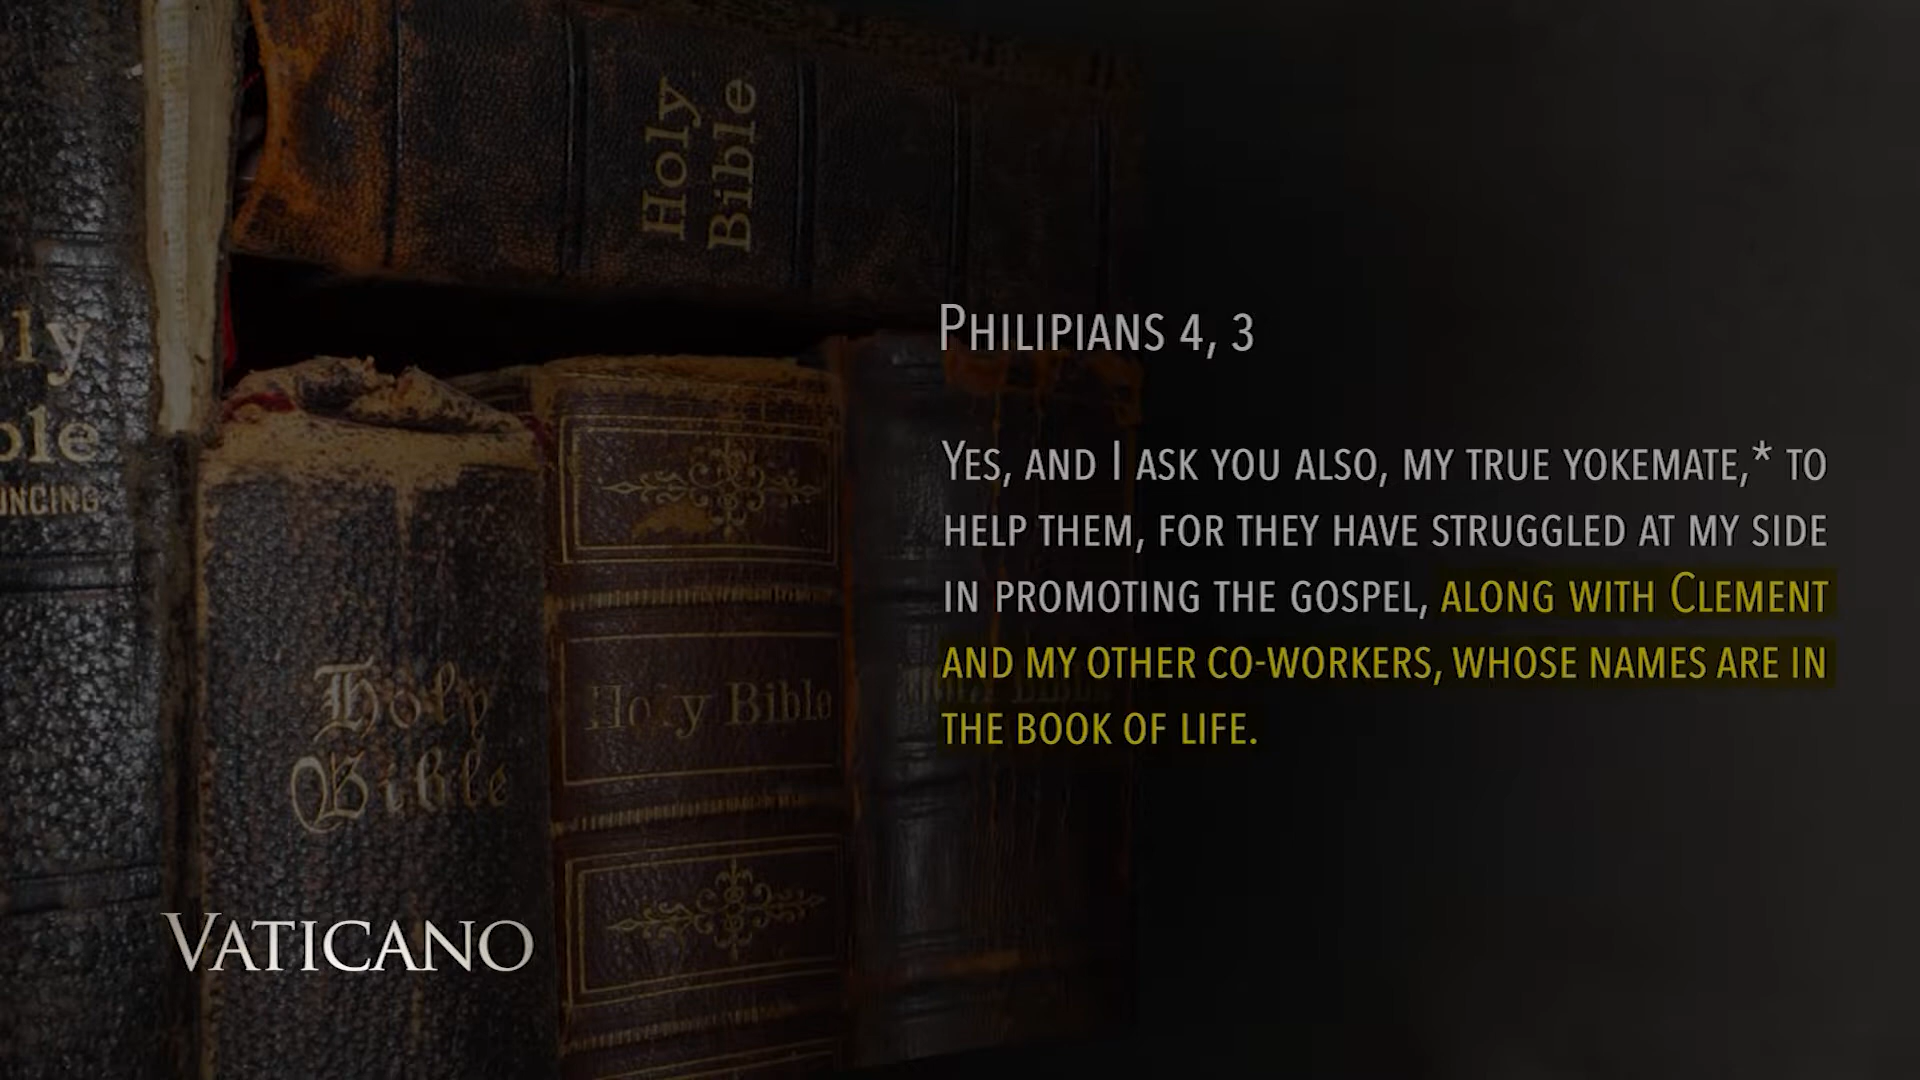 Holy
Bible
oly
ble
UNCING
Holy
Bible
Holy Bible
PHILIPIANS 4, 3
YES, AND I ASK YOU ALSO, MY TRUE YOKEMATE,* TO
HELP THEM, FOR THEY HAVE STRUGGLED AT MY SIDE
IN PROMOTING THE GOSPEL, ALONG WITH CLEMENT
AND MY OTHER CO-WORKERS, WHOSE NAMES ARE IN
THE BOOK OF LIFE.
VATICANO